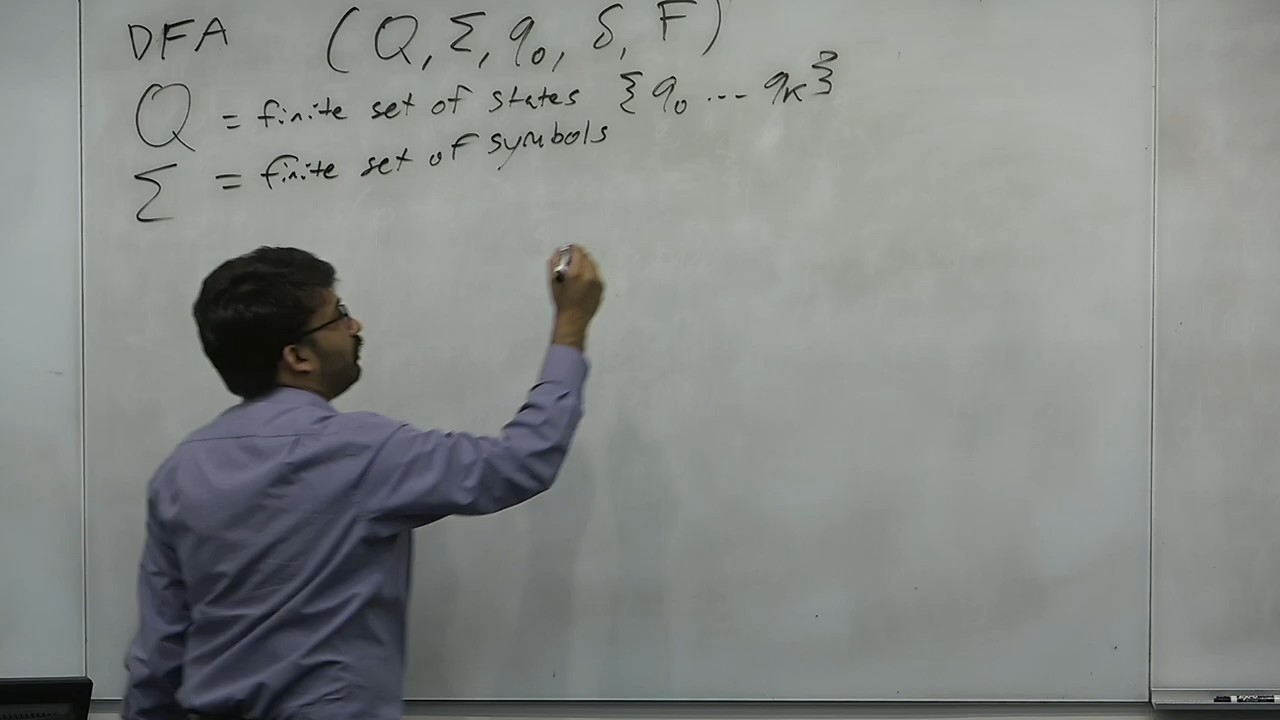 DFA (Q, Σ, q₀, δ, F)
Q = finite set of states {q₀ ... qₖ}
Σ = finite set of symbols